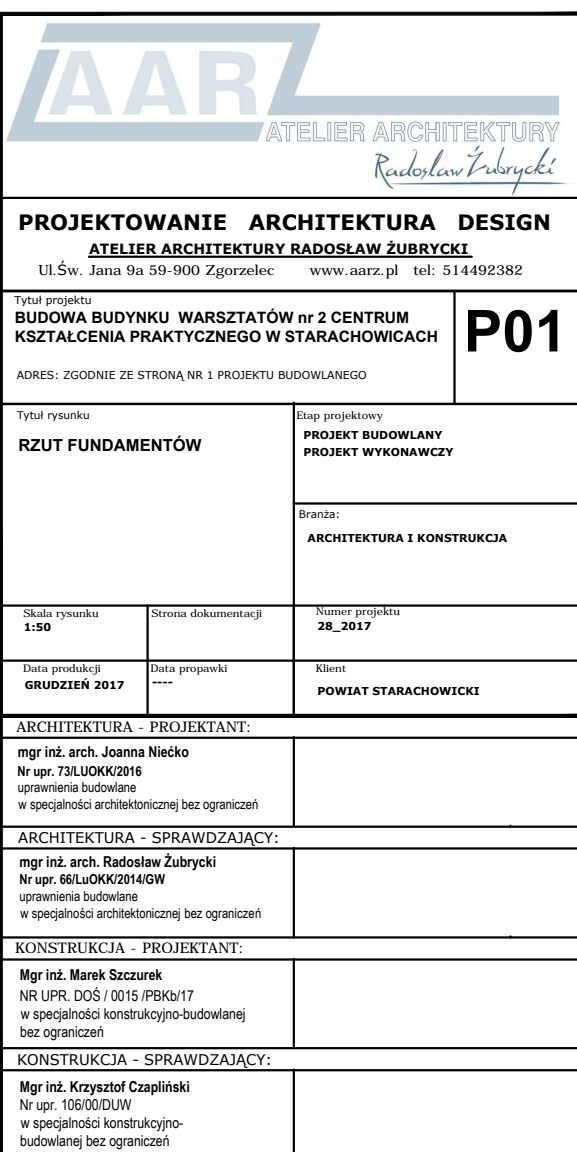 AARZ
ATELIER ARCHITEKTURY
Radosław Żubrycki
PROJEKTOWANIE ARCHITEKTURA DESIGN
ATELIER ARCHITEKTURY RADOSŁAW ŻUBRYCKI
Ul.Św. Jana 9a 59-900 Zgorzelec www.aarz.pl tel: 514492382
Tytuł projektu
BUDOWA BUDYNKU WARSZTATÓW nr 2 CENTRUM
KSZTAŁCENIA PRAKTYCZNEGO W STARACHOWICACH
ADRES: ZGODNIE ZE STRONĄ NR 1 PROJEKTU BUDOWLANEGO
P01
Tytuł rysunku
RZUT FUNDAMENTÓW
Etap projektowy
PROJEKT BUDOWLANY
PROJEKT WYKONAWCZY
Branża:
ARCHITEKTURA I KONSTRUKCJA
Skala rysunku
1:50
Strona dokumentacji
Numer projektu
28_2017
Data produkcji
GRUDZIEŃ 2017
Data propawki
----
Klient
POWIAT STARACHOWICKI
ARCHITEKTURA - PROJEKTANT:
mgr inż. arch. Joanna Niećko
Nr upr. 73/LUOKK/2016
uprawnienia budowlane
w specjalności architektonicznej bez ograniczeń
ARCHITEKTURA - SPRAWDZAJĄCY:
mgr inż. arch. Radosław Żubrycki
Nr upr. 66/LuOKK/2014/GW
uprawnienia budowlane
w specjalności architektonicznej bez ograniczeń
KONSTRUKCJA - PROJEKTANT:
Mgr inż. Marek Szczurek
NR UPR. DOŚ / 0015 /PBKb/17
w specjalności konstrukcyjno-budowlanej
bez ograniczeń
KONSTRUKCJA - SPRAWDZAJĄCY:
Mgr inż. Krzysztof Czapliński
Nr upr. 106/00/DUW
w specjalności konstrukcyjno-
budowlanej bez ograniczeń